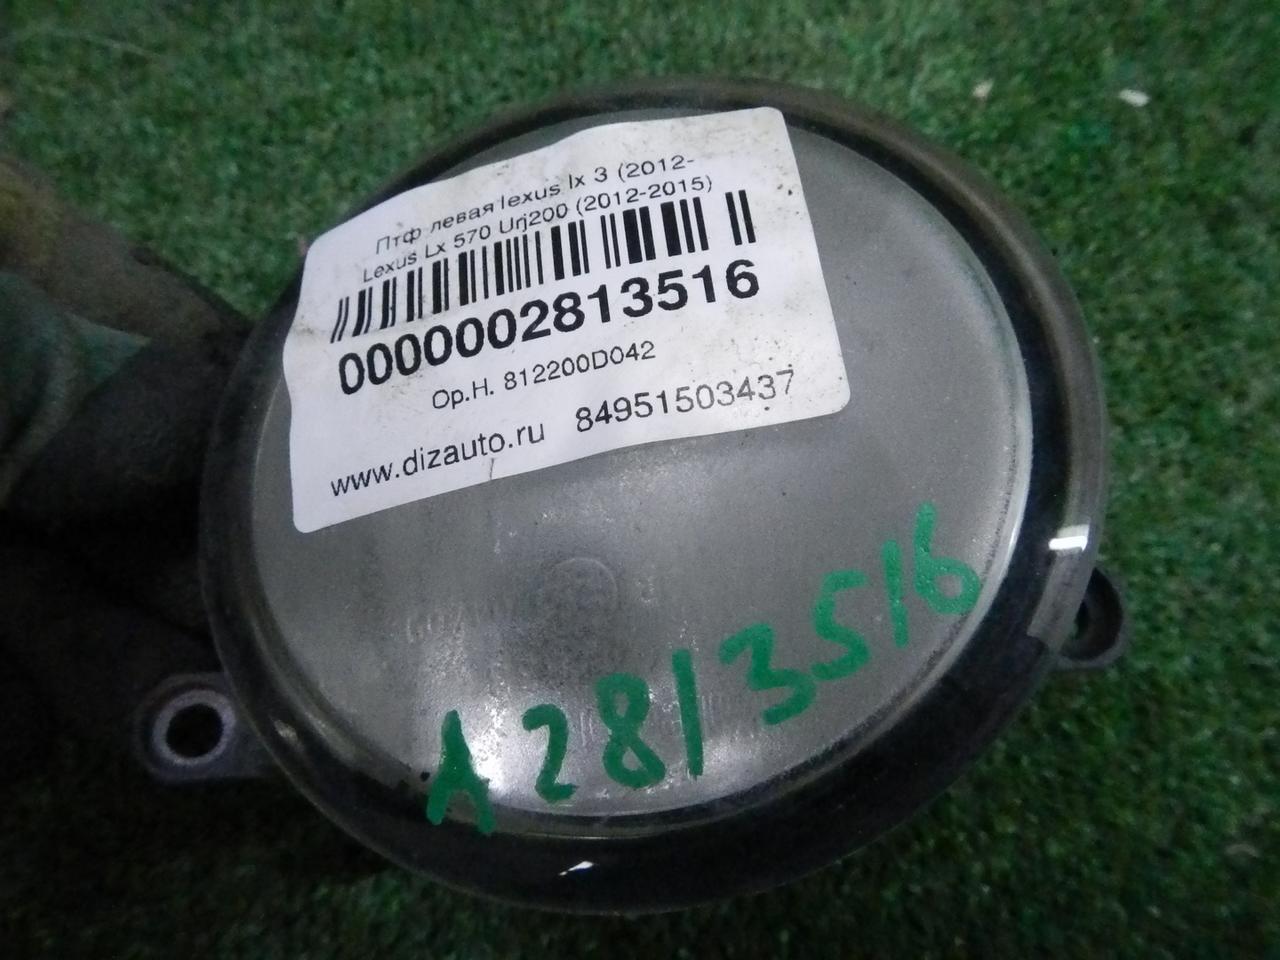 Птф левая lexus lx 3 (2012-
Lexus Lx 570 Urj200 (2012-2015)
0000002813516
Ор.Н. 812200D042
www.dizauto.ru 84951503437
A2813516